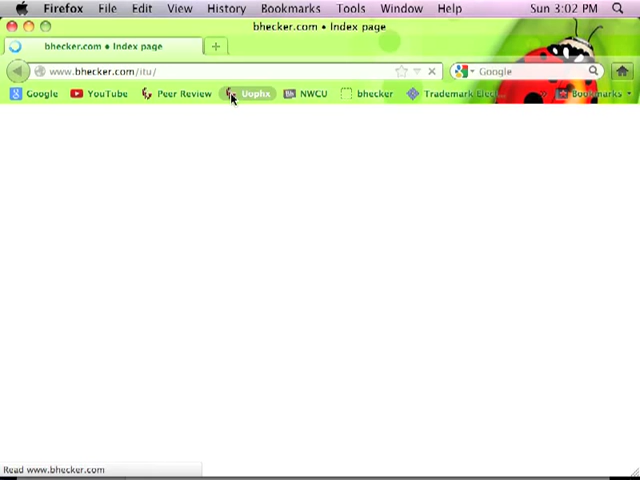 Firefox File Edit View History Bookmarks Tools Window Help Sun 3:02 PM
bhecker.com • Index page
bhecker.com • Index page
www.bhecker.com/itu/ Google
Google YouTube Peer Review Uophx NWCU bhecker Trademark Bookmarks
Read www.bhecker.com